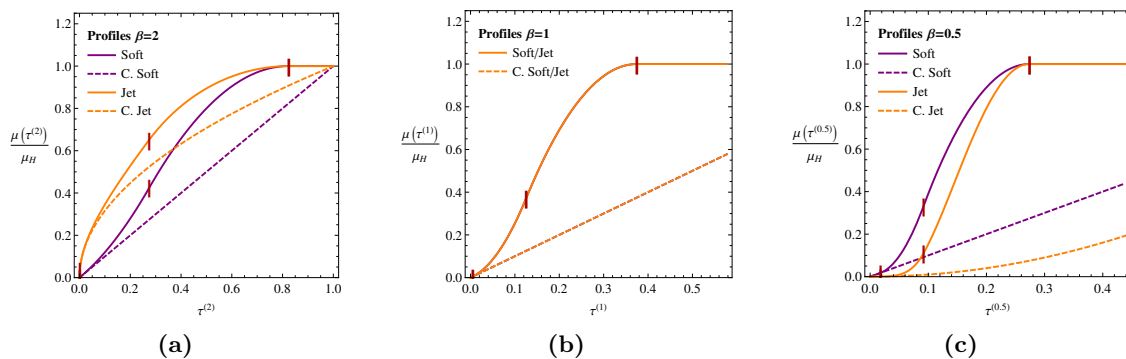 Profiles β=2
Soft
C. Soft
Jet
C. Jet
μ(τ⁽²⁾)
μ_H
1.2
1.0
0.8
0.6
0.4
0.2
0.0
0.0 0.2 0.4 0.6 0.8 1.0
τ⁽²⁾
(a)
Profiles β=1
Soft/Jet
C. Soft/Jet
μ(τ⁽¹⁾)
μ_H
1.2
1.0
0.8
0.6
0.4
0.2
0.0
0.0 0.1 0.2 0.3 0.4 0.5
τ⁽¹⁾
(b)
Profiles β=0.5
Soft
C. Soft
Jet
C. Jet
μ(τ⁽⁰·⁵⁾)
μ_H
1.2
1.0
0.8
0.6
0.4
0.2
0.0
0.0 0.1 0.2 0.3 0.4
τ⁽⁰·⁵⁾
(c)